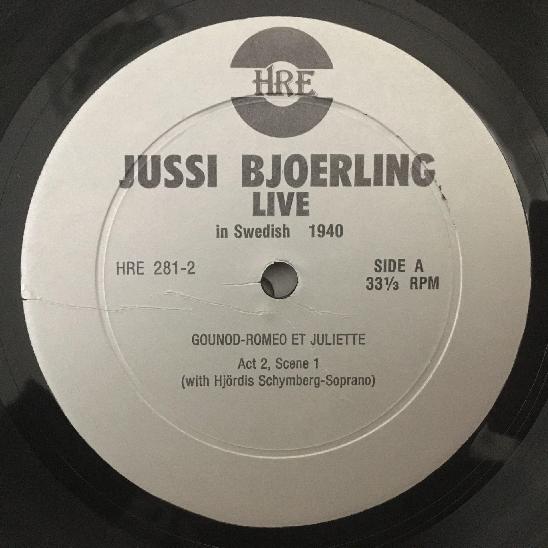 HRE
JUSSI BJOERLING
LIVE
in Swedish 1940
HRE 281-2
SIDE A
33⅓ RPM
GOUNOD-ROMEO ET JULIETTE
Act 2, Scene 1
(with Hjördis Schymberg-Soprano)